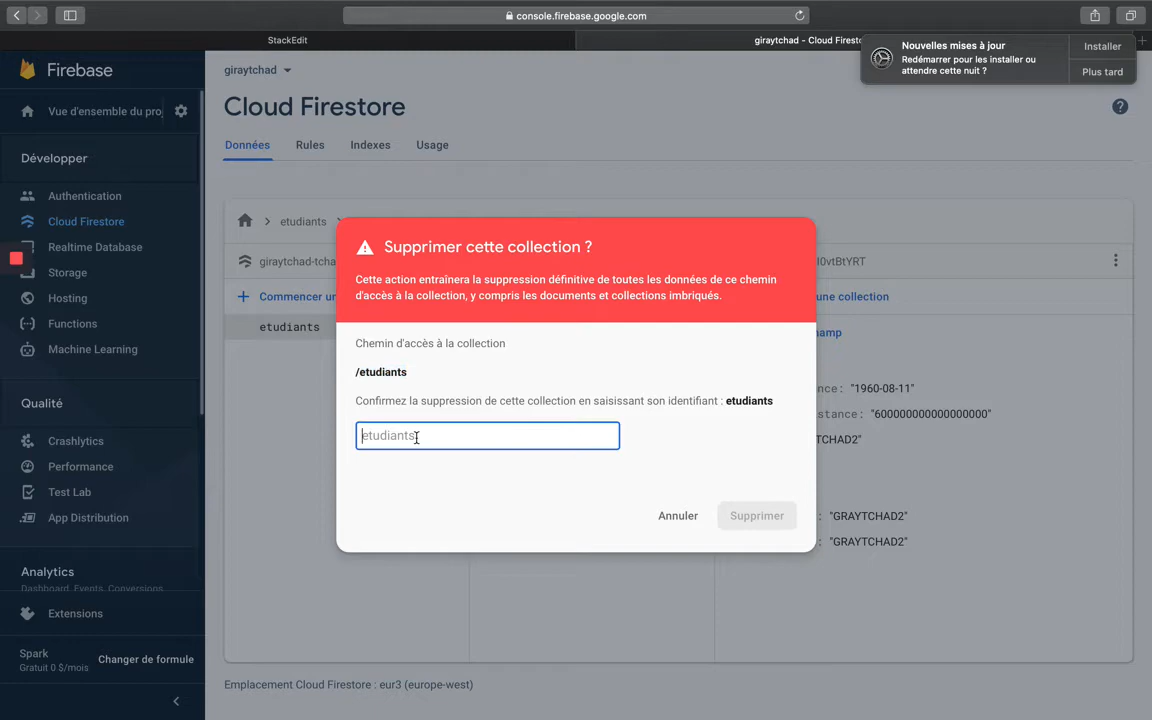 console.firebase.google.com
StackEdit
giraytchad - Cloud Firesto
Nouvelles mises à jour
Redémarrer pour les installer ou
attendre cette nuit ?
Installer
Plus tard
Firebase
giraytchad
Vue d'ensemble du pro
Cloud Firestore
Données
Rules
Indexes
Usage
Développer
Authentication
Cloud Firestore
Realtime Database
Storage
Hosting
Functions
Machine Learning
Qualité
Crashlytics
Performance
Test Lab
App Distribution
Analytics
Dashboard, Events, Conversions
Extensions
Spark
Gratuit 0 $/mois
Changer de formule
etudiants
giraytchad-tcha
l0vtBtYRT
+ Commencer un
une collection
etudiants
hamp
nce: "1960-08-11"
stance: "600000000000000000"
TCHAD2"
: "GRAYTCHAD2"
: "GRAYTCHAD2"
Supprimer cette collection ?
Cette action entraînera la suppression définitive de toutes les données de ce chemin
d'accès à la collection, y compris les documents et collections imbriqués.
Chemin d'accès à la collection
/etudiants
Confirmez la suppression de cette collection en saisissant son identifiant : etudiants
etudiants
Annuler
Supprimer
Emplacement Cloud Firestore : eur3 (europe-west)